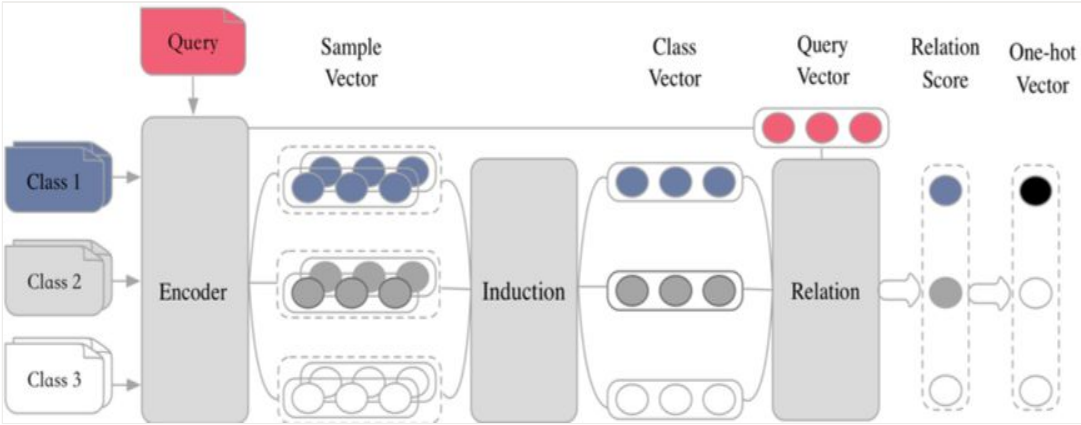 Query
Sample
Vector
Class
Vector
Query
Vector
Relation
Score
One-hot
Vector
Class 1
Class 2
Class 3
Encoder
Induction
Relation